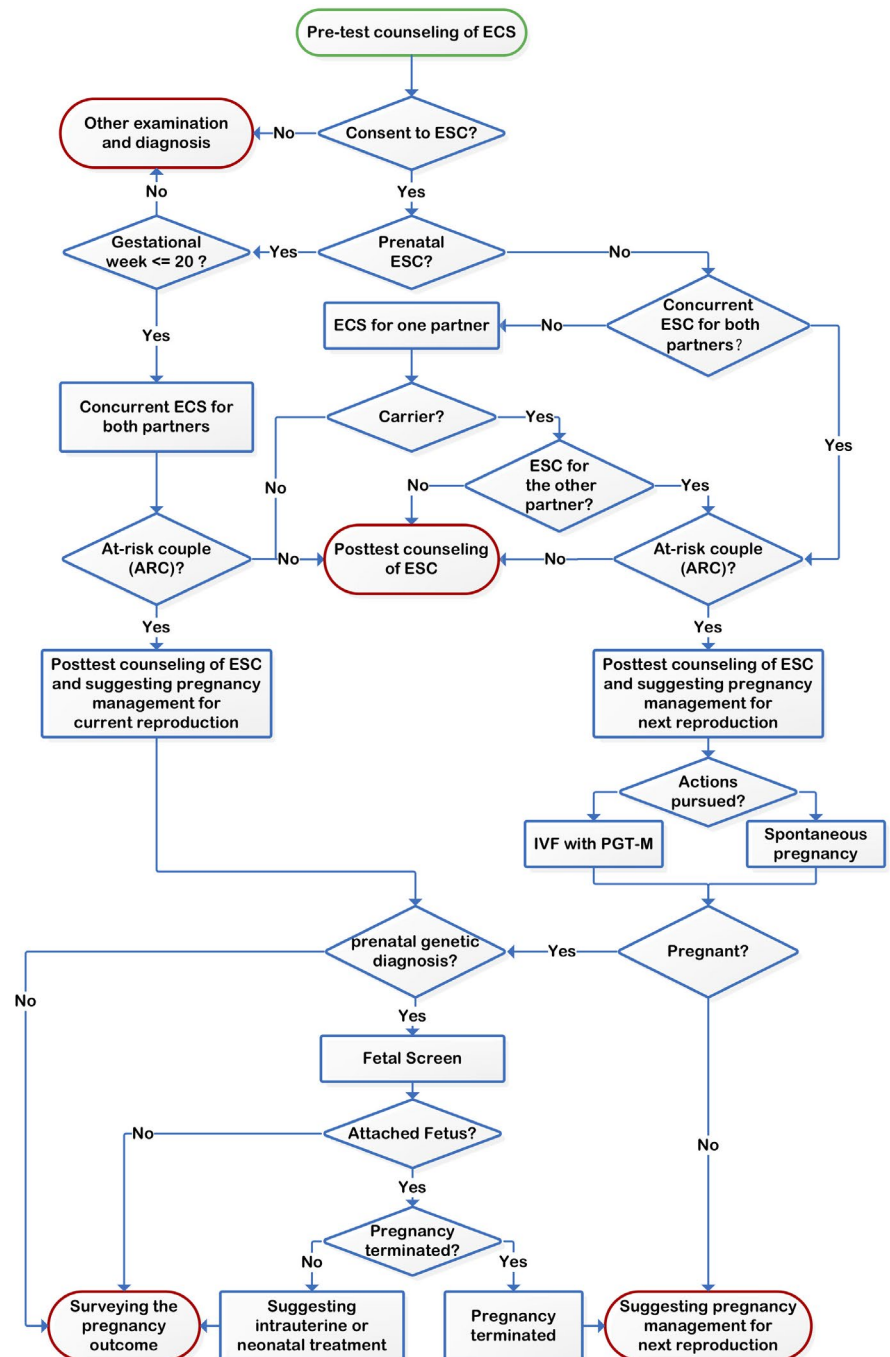 Pre-test counseling of ECS
Other examination
and diagnosis
No
Consent to ESC?
No
Yes
Gestational
week <= 20 ?
Yes
Prenatal
ESC?
No
Concurrent
ESC for both
partners?
ECS for one partner
No
Yes
Concurrent ECS for
both partners
Carrier?
Yes
Yes
No
ESC for
the other
partner?
No
Yes
At-risk couple
(ARC)?
No
Posttest counseling
of ESC
No
At-risk couple
(ARC)?
Yes
Yes
Posttest counseling of ESC
and suggesting pregnancy
management for
current reproduction
Posttest counseling of ESC
and suggesting pregnancy
management for
next reproduction
Actions
pursued?
IVF with PGT-M
Spontaneous
pregnancy
prenatal genetic
diagnosis?
Yes
Pregnant?
No
Yes
Fetal Screen
No
Attached Fetus?
No
Yes
Pregnancy
terminated?
No
Yes
Surveying the
pregnancy
outcome
Suggesting
intrauterine or
neonatal treatment
Pregnancy
terminated
Suggesting pregnancy
management for
next reproduction